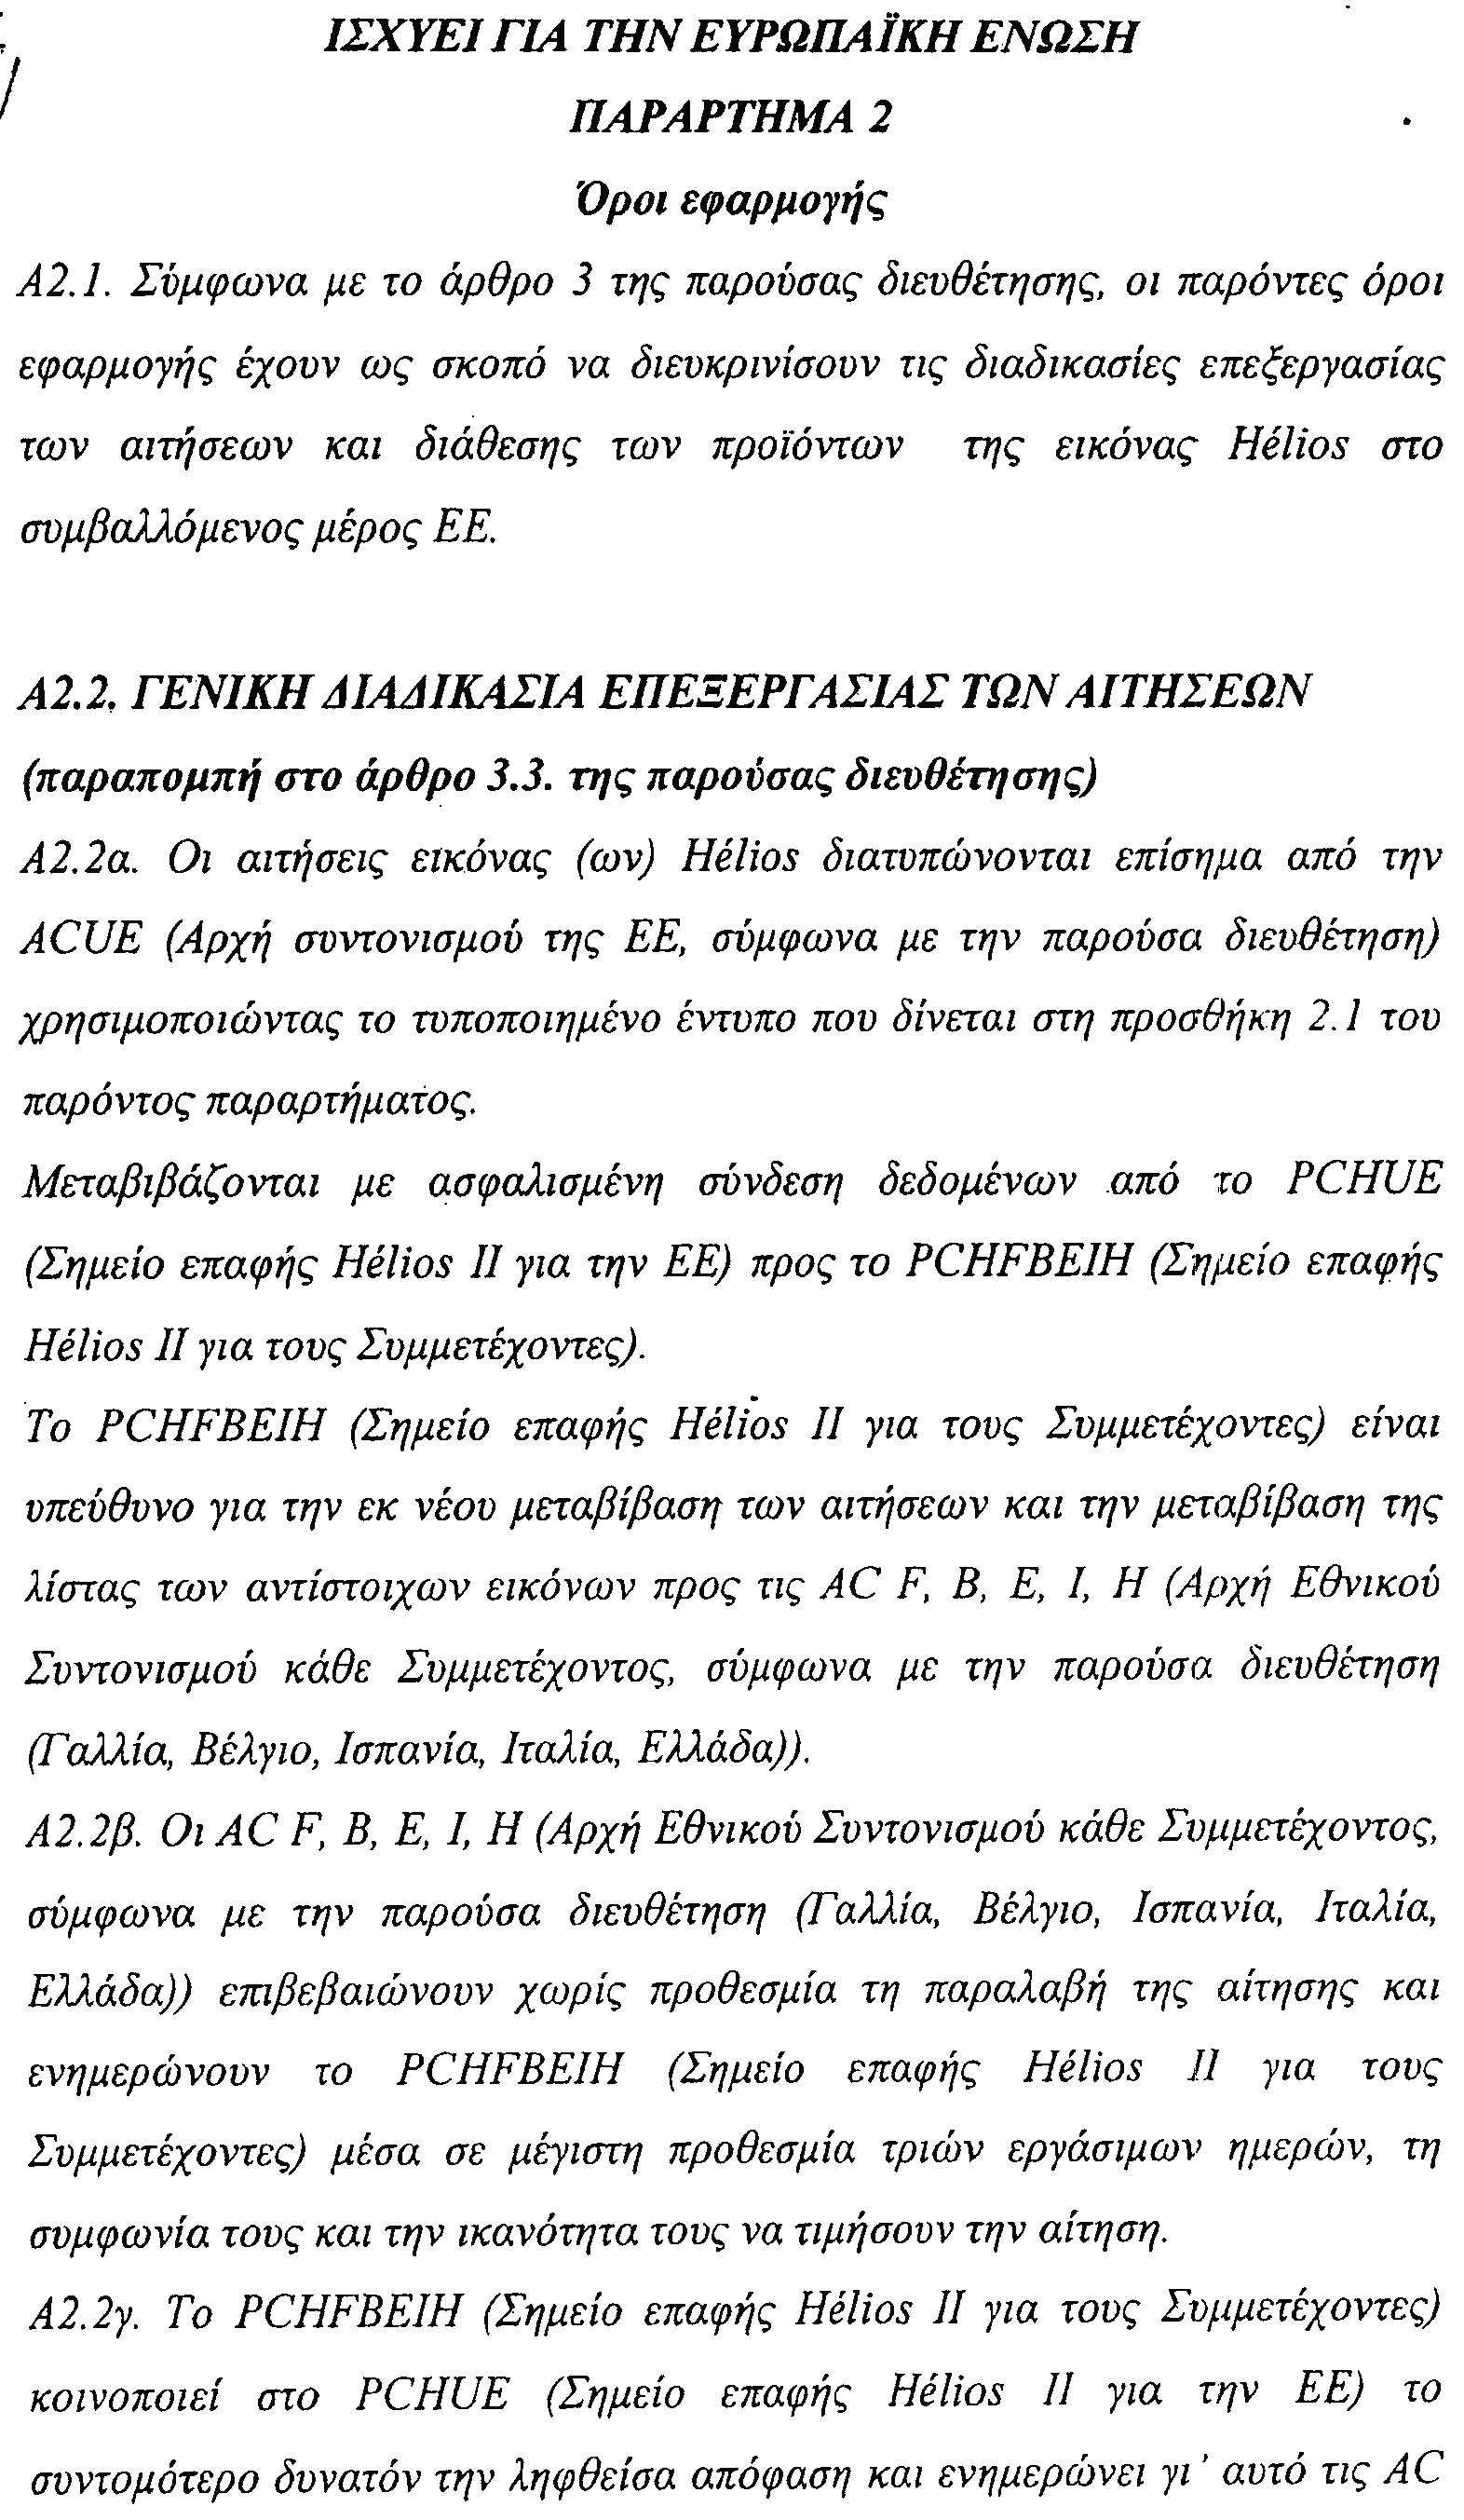 ΙΣΧΥΕΙ ΓΙΑ ΤΗΝ ΕΥΡΩΠΑΪΚΗ ΕΝΩΣΗ
ΠΑΡΑΡΤΗΜΑ 2
Όροι εφαρμογής
Α2.1. Σύμφωνα με το άρθρο 3 της παρούσας διευθέτησης, οι παρόντες όροι
εφαρμογής έχουν ως σκοπό να διευκρινίσουν τις διαδικασίες επεξεργασίας
των αιτήσεων και διάθεσης των προϊόντων της εικόνας Hélios στο
συμβαλλόμενος μέρος ΕΕ.
Α2.2. ΓΕΝΙΚΗ ΔΙΑΔΙΚΑΣΙΑ ΕΠΕΞΕΡΓΑΣΙΑΣ ΤΩΝ ΑΙΤΗΣΕΩΝ
(παραπομπή στο άρθρο 3.3. της παρούσας διευθέτησης)
Α2.2α. Οι αιτήσεις εικόνας (ων) Hélios διατυπώνονται επίσημα από την
ACUE (Αρχή συντονισμού της ΕΕ, σύμφωνα με την παρούσα διευθέτηση)
χρησιμοποιώντας το τυποποιημένο έντυπο που δίνεται στη προσθήκη 2.1 του
παρόντος παραρτήματος.
Μεταβιβάζονται με ασφαλισμένη σύνδεση δεδομένων από το PCHUE
(Σημείο επαφής Hélios II για την ΕΕ) προς το PCHFBEIH (Σημείο επαφής
Hélios II για τους Συμμετέχοντες).
Το PCHFBEIH (Σημείο επαφής Hélios II για τους Συμμετέχοντες) είναι
υπεύθυνο για την εκ νέου μεταβίβαση των αιτήσεων και την μεταβίβαση της
λίστας των αντίστοιχων εικόνων προς τις AC F, B, E, I, H (Αρχή Εθνικού
Συντονισμού κάθε Συμμετέχοντος, σύμφωνα με την παρούσα διευθέτηση
(Γαλλία, Βέλγιο, Ισπανία, Ιταλία, Ελλάδα)).
Α2.2β. Οι AC F, B, E, I, H (Αρχή Εθνικού Συντονισμού κάθε Συμμετέχοντος,
σύμφωνα με την παρούσα διευθέτηση (Γαλλία, Βέλγιο, Ισπανία, Ιταλία,
Ελλάδα)) επιβεβαιώνουν χωρίς προθεσμία τη παραλαβή της αίτησης και
ενημερώνουν το PCHFBEIH (Σημείο επαφής Hélios II για τους
Συμμετέχοντες) μέσα σε μέγιστη προθεσμία τριών εργάσιμων ημερών, τη
συμφωνία τους και την ικανότητα τους να τιμήσουν την αίτηση.
Α2.2γ. Το PCHFBEIH (Σημείο επαφής Hélios II για τους Συμμετέχοντες)
κοινοποιεί στο PCHUE (Σημείο επαφής Hélios II για την ΕΕ) το
συντομότερο δυνατόν την ληφθείσα απόφαση και ενημερώνει γι' αυτό τις AC